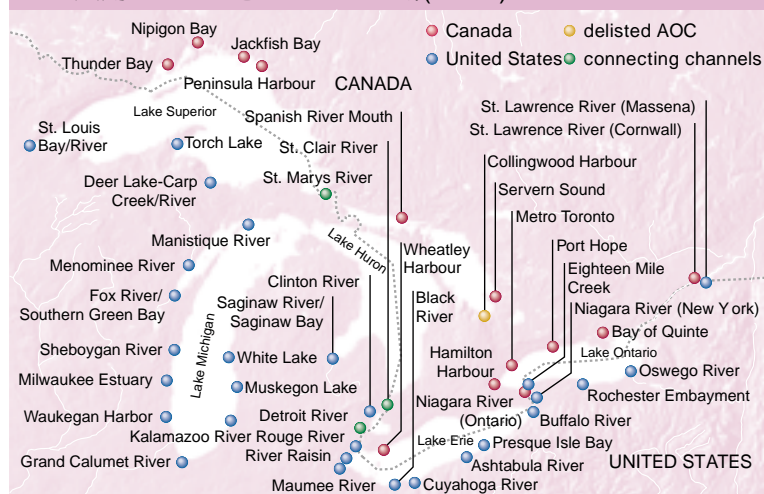 Nipigon Bay
Jackfish Bay
Thunder Bay
Peninsula Harbour
Canada
delisted AOC
United States
connecting channels
CANADA
Lake Superior
Spanish River Mouth
St. Lawrence River (Massena)
St. Lawrence River (Cornwall)
St. Louis
Bay/River
Torch Lake
St. Clair River
Collingwood Harbour
Deer Lake-Carp
Creek/River
St. Marys River
Servern Sound
Metro Toronto
Manistique River
Lake Huron
Wheatley
Harbour
Port Hope
Menominee River
Clinton River
Eighteen Mile
Creek
Fox River/
Southern Green Bay
Saginaw River/
Saginaw Bay
Black
River
Niagara River (New York)
Bay of Quinte
Sheboygan River
Lake Michigan
White Lake
Hamilton
Harbour
Lake Ontario
Milwaukee Estuary
Muskegon Lake
Oswego River
Waukegan Harbor
Detroit River
Niagara River
(Ontario)
Rochester Embayment
Kalamazoo River
Rouge River
Buffalo River
Grand Calumet River
River Raisin
Lake Erie
Presque Isle Bay
Ashtabula River
UNITED STATES
Maumee River
Cuyahoga River